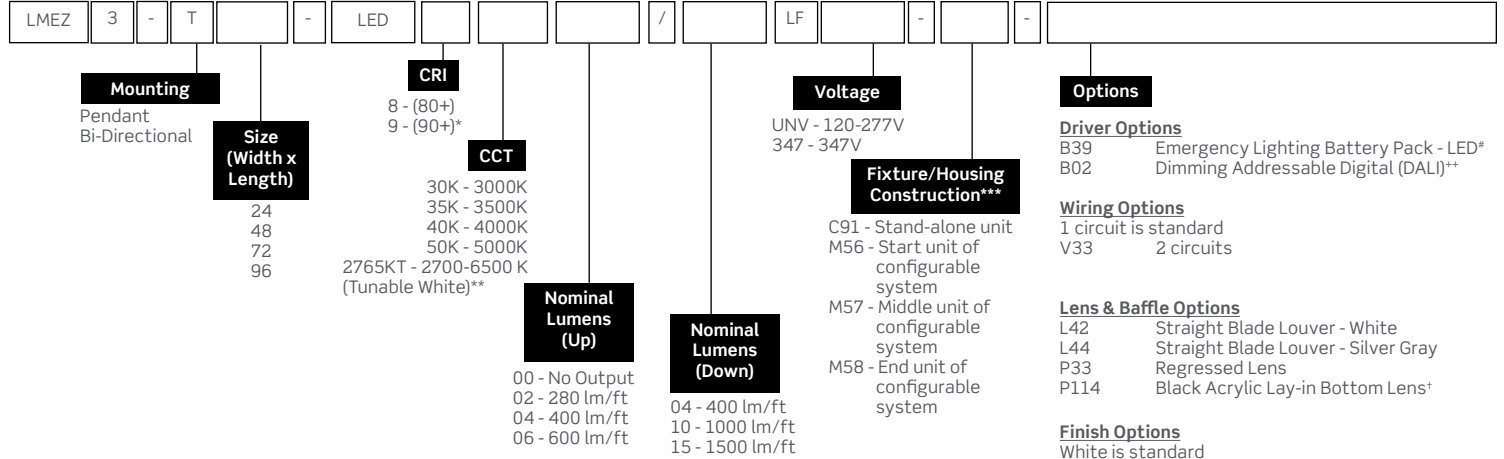 LMEZ 3 - T - LED / LF - -
Mounting
Pendant
Bi-Directional
Size
(Width x
Length)
24
48
72
96
CRI
8 - (80+)
9 - (90+)*
CCT
30K - 3000K
35K - 3500K
40K - 4000K
50K - 5000K
2765KT - 2700-6500 K
(Tunable White)**
Nominal
Lumens
(Up)
00 - No Output
02 - 280 lm/ft
04 - 400 lm/ft
06 - 600 lm/ft
Nominal
Lumens
(Down)
04 - 400 lm/ft
10 - 1000 lm/ft
15 - 1500 lm/ft
Voltage
UNV - 120-277V
347 - 347V
Fixture/Housing
Construction***
C91 - Stand-alone unit
M56 - Start unit of
configurable
system
M57 - Middle unit of
configurable
system
M58 - End unit of
configurable
system
Options
Driver Options
B39 Emergency Lighting Battery Pack - LED#
B02 Dimming Addressable Digital (DALI)++
Wiring Options
1 circuit is standard
V33 2 circuits
Lens & Baffle Options
L42 Straight Blade Louver - White
L44 Straight Blade Louver - Silver Gray
P33 Regressed Lens
P114 Black Acrylic Lay-in Bottom Lens†
Finish Options
White is standard